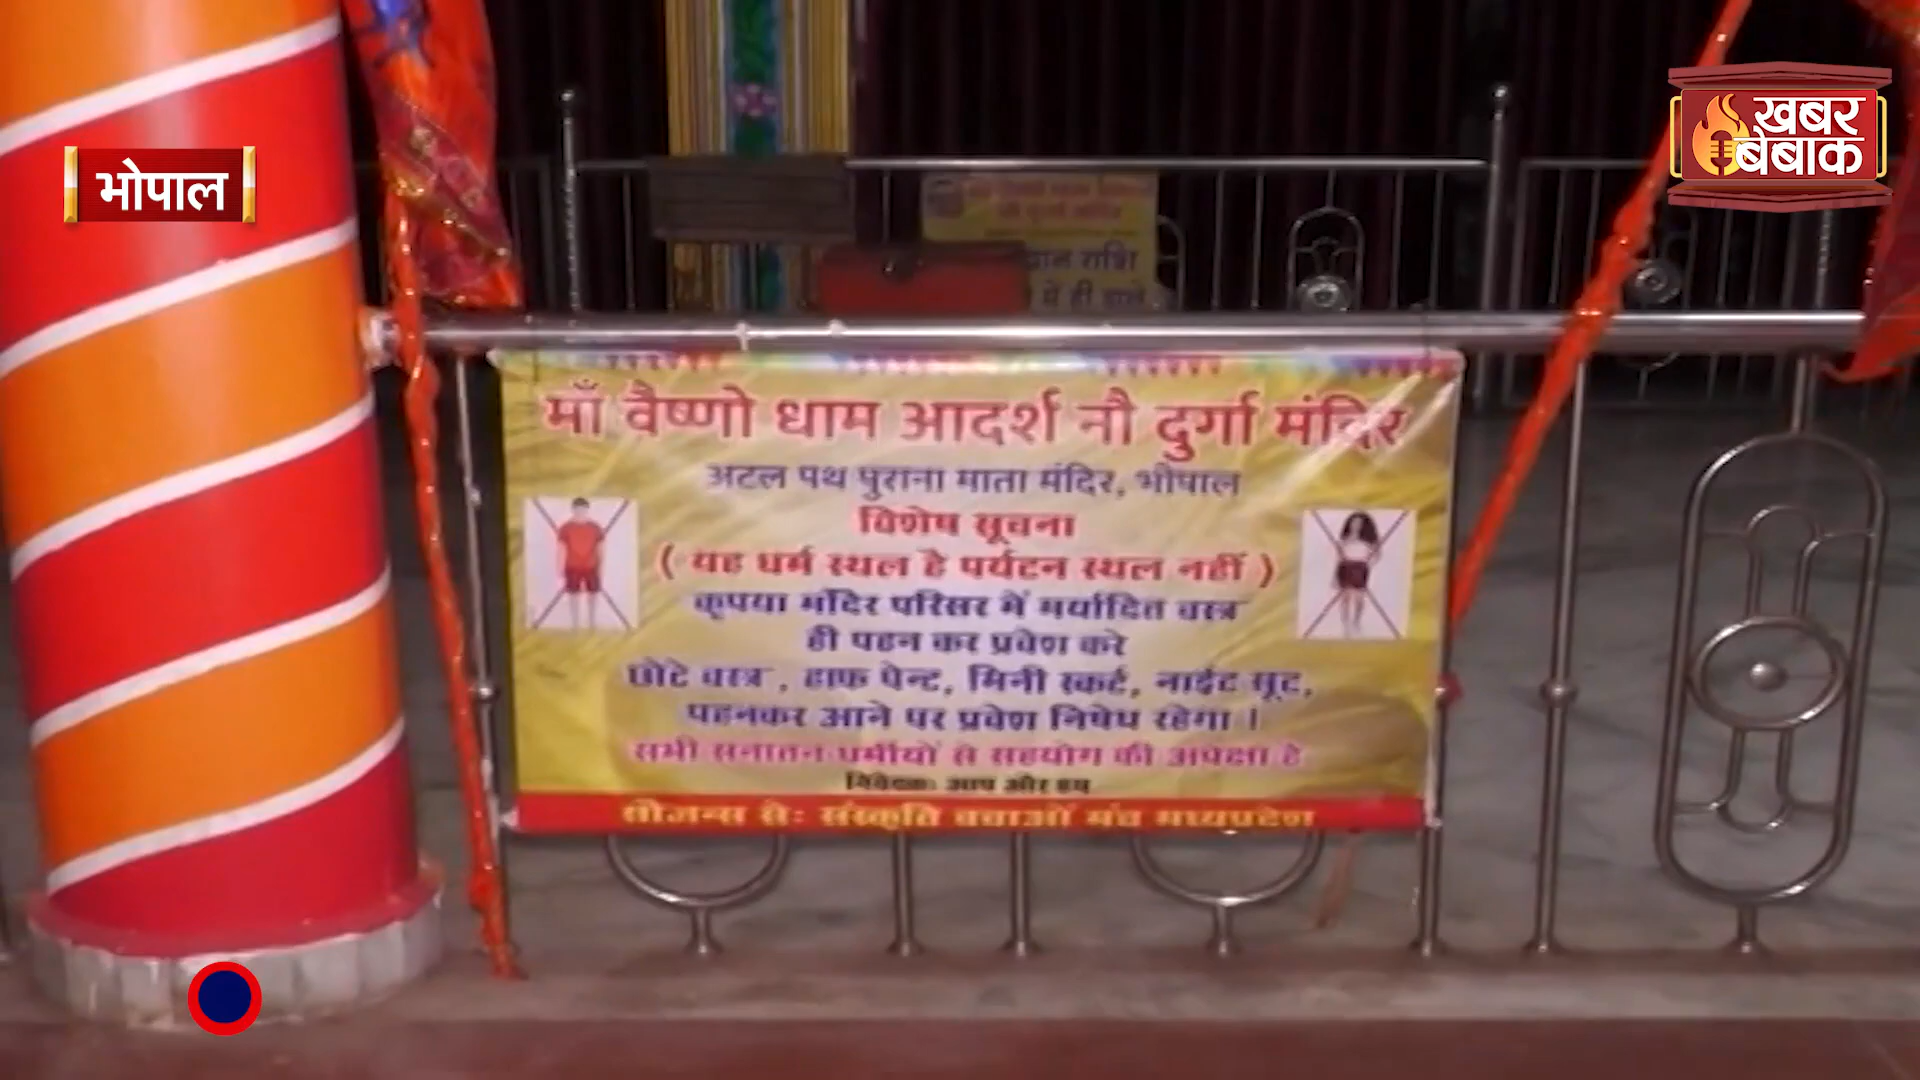 भोपाल
खबर
बेबाक
दान राशि
में ही डाले
माँ वैष्णो धाम आदर्श नौ दुर्गा मंदिर
अटल पथ पुराना माता मंदिर, भोपाल
विशेष सूचना
( यह धर्म स्थल है पर्यटन स्थल नहीं )
कृपया मंदिर परिसर में मर्यादित वस्त्र
ही पहन कर प्रवेश करे
छोटे वस्त्र , हाफ पेन्ट, मिनी स्कर्ट, नाईट सूट,
पहनकर आने पर प्रवेश निषेध रहेगा ।
सभी सनातन धर्मीयों से सहयोग की अपेक्षा है
निवेदक: आप और हम
सौजन्य से: संस्कृति बचाओं मंच मध्यप्रदेश